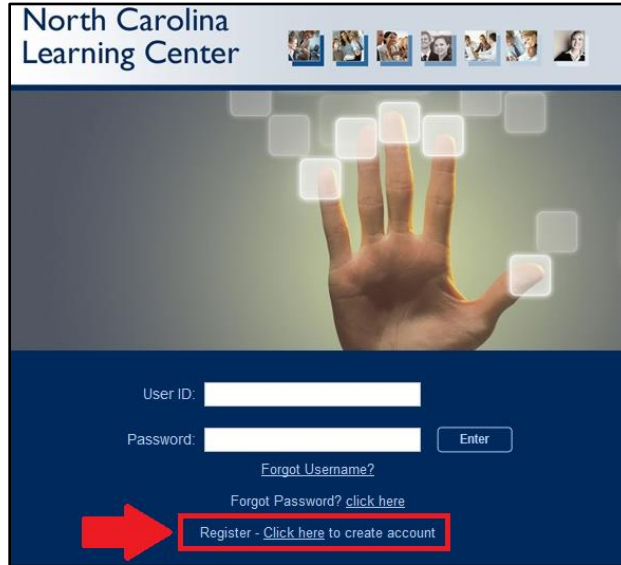 North Carolina
Learning Center
User ID:
Password:
Enter
Forgot Username?
Forgot Password? click here
Register - Click here to create account